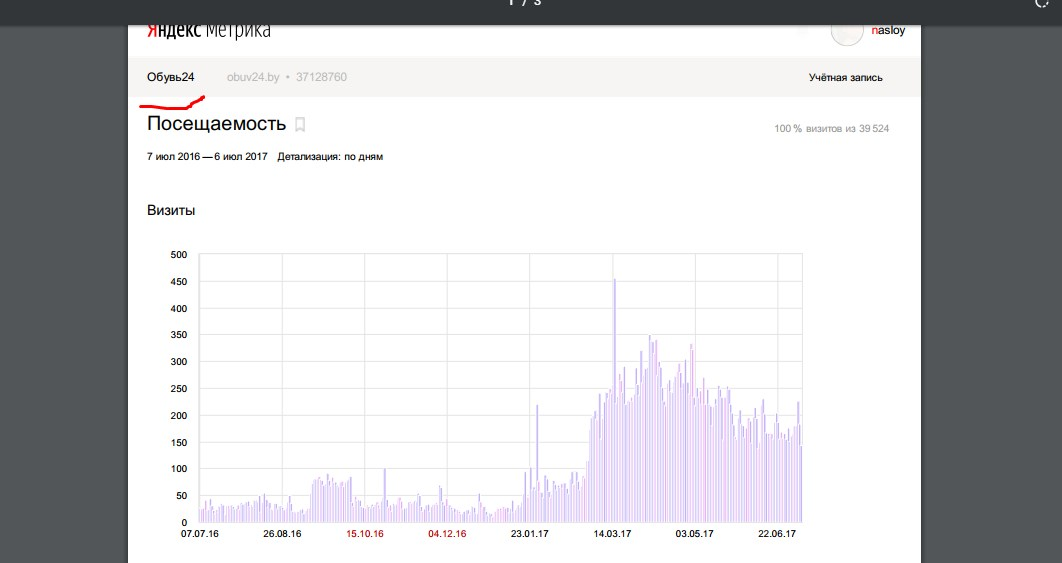 1 / 3
Яндекс Метрика
nasloy
Обувь24 obuv24.by • 37128760 Учётная запись
Посещаемость
100 % визитов из 39 524
7 июл 2016 — 6 июл 2017 Детализация: по дням
Визиты
500
450
400
350
300
250
200
150
100
50
0
07.07.16 26.08.16 15.10.16 04.12.16 23.01.17 14.03.17 03.05.17 22.06.17